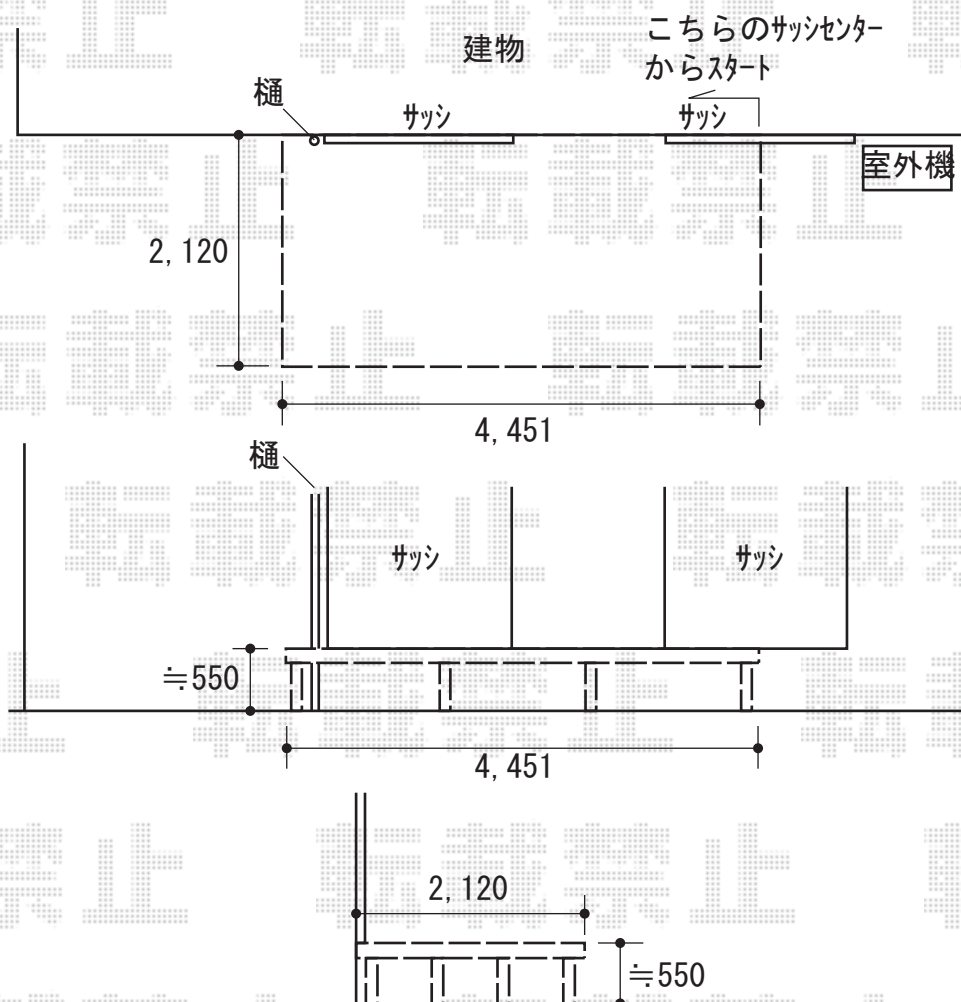 建物
こちらのサッシセンター
からスタート
樋
サッシ
サッシ
室外機
2,120
4,451
樋
サッシ
サッシ
≒550
4,451
2,120
≒550
転載禁止